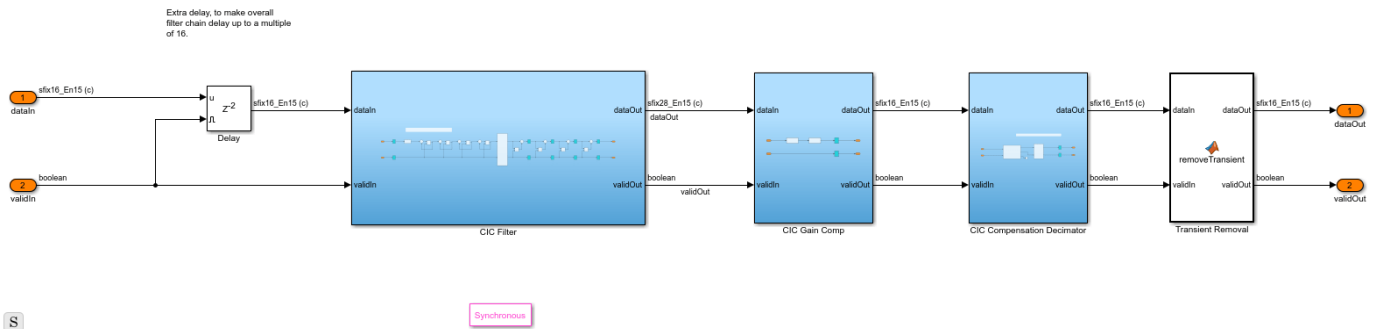 Extra delay, to make overall
filter chain delay up to a multiple
of 16.
1
sfix16_En15 (c)
dataIn
u
z-2
Delay
sfix16_En15 (c)
dataIn
dataOut
sfix28_En15 (c)
dataOut
dataIn
dataOut
sfix16_En15 (c)
dataIn
dataOut
sfix16_En15 (c)
dataIn
dataOut
sfix16_En15 (c)
1
dataOut
removeTransient
2
boolean
validIn
validIn
validOut
boolean
validOut
validIn
validOut
boolean
validIn
validOut
boolean
validIn
validOut
boolean
2
validOut
CIC Filter
CIC Gain Comp
CIC Compensation Decimator
Transient Removal
Synchronous
S